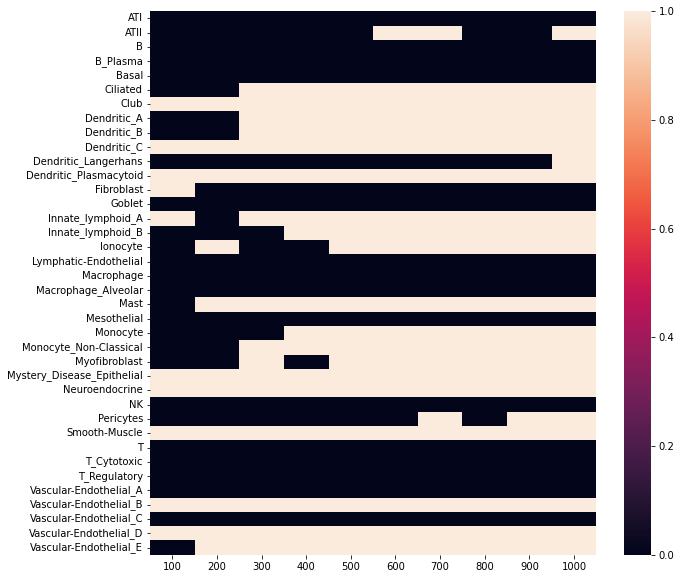 ATI
ATII
B
B_Plasma
Basal
Ciliated
Club
Dendritic_A
Dendritic_B
Dendritic_C
Dendritic_Langerhans
Dendritic_Plasmacytoid
Fibroblast
Goblet
Innate_lymphoid_A
Innate_lymphoid_B
Ionocyte
Lymphatic-Endothelial
Macrophage
Macrophage_Alveolar
Mast
Mesothelial
Monocyte
Monocyte_Non-Classical
Myofibroblast
Mystery_Disease_Epithelial
Neuroendocrine
NK
Pericytes
Smooth-Muscle
T
T_Cytotoxic
T_Regulatory
Vascular-Endothelial_A
Vascular-Endothelial_B
Vascular-Endothelial_C
Vascular-Endothelial_D
Vascular-Endothelial_E
100 200 300 400 500 600 700 800 900 1000
1.0
0.8
0.6
0.4
0.2
0.0